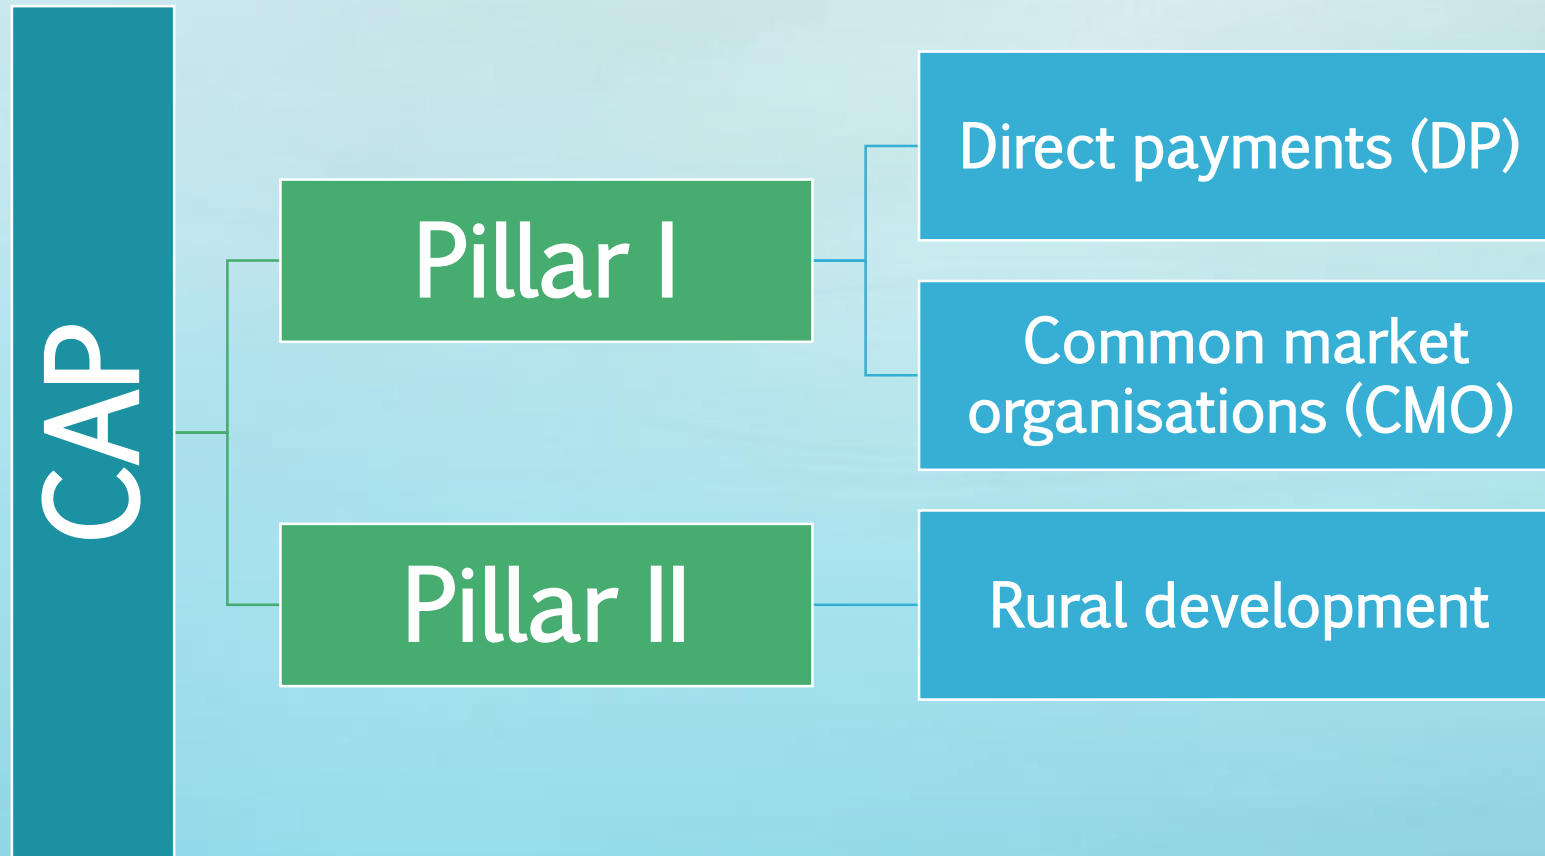 CAP
Pillar I
Direct payments (DP)
Common market
organisations (CMO)
Pillar II
Rural development